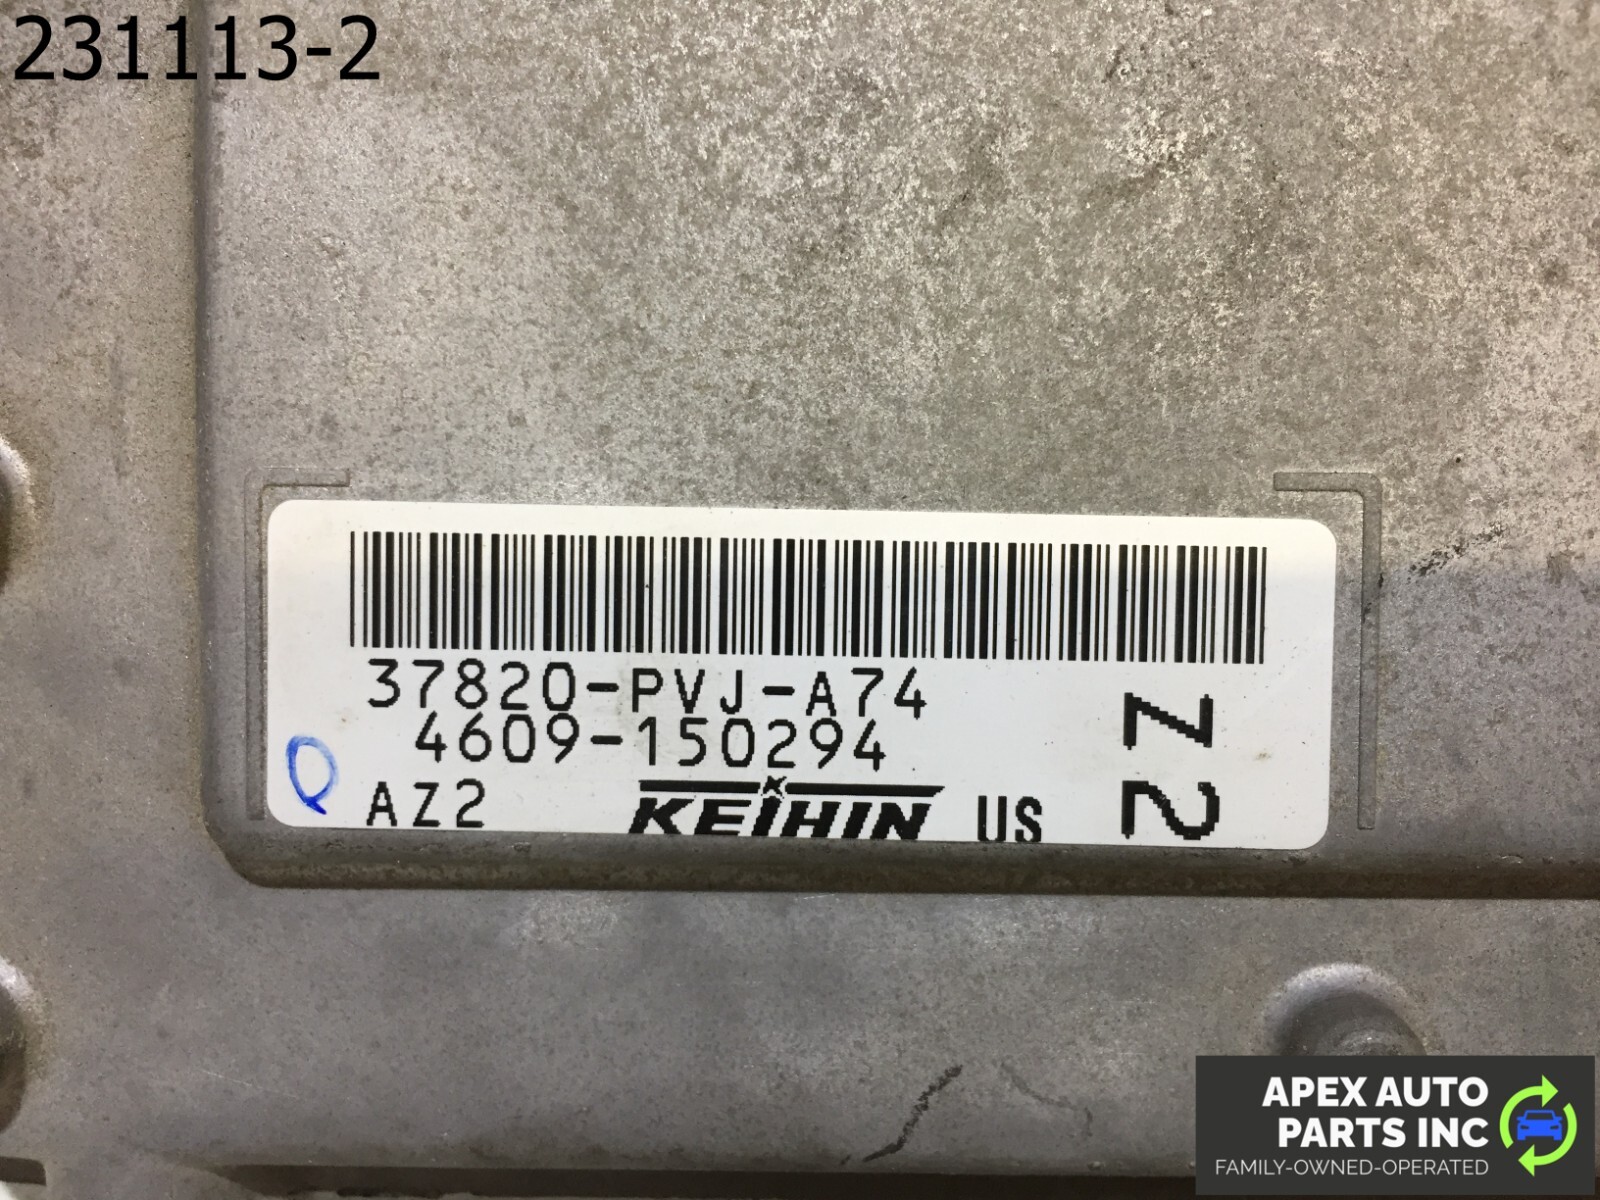 231113-2
37820-PVJ-A74
4609-150294
AZ2
KEIHIN
US
Z2
APEX AUTO
PARTS INC
FAMILY-OWNED-OPERATED